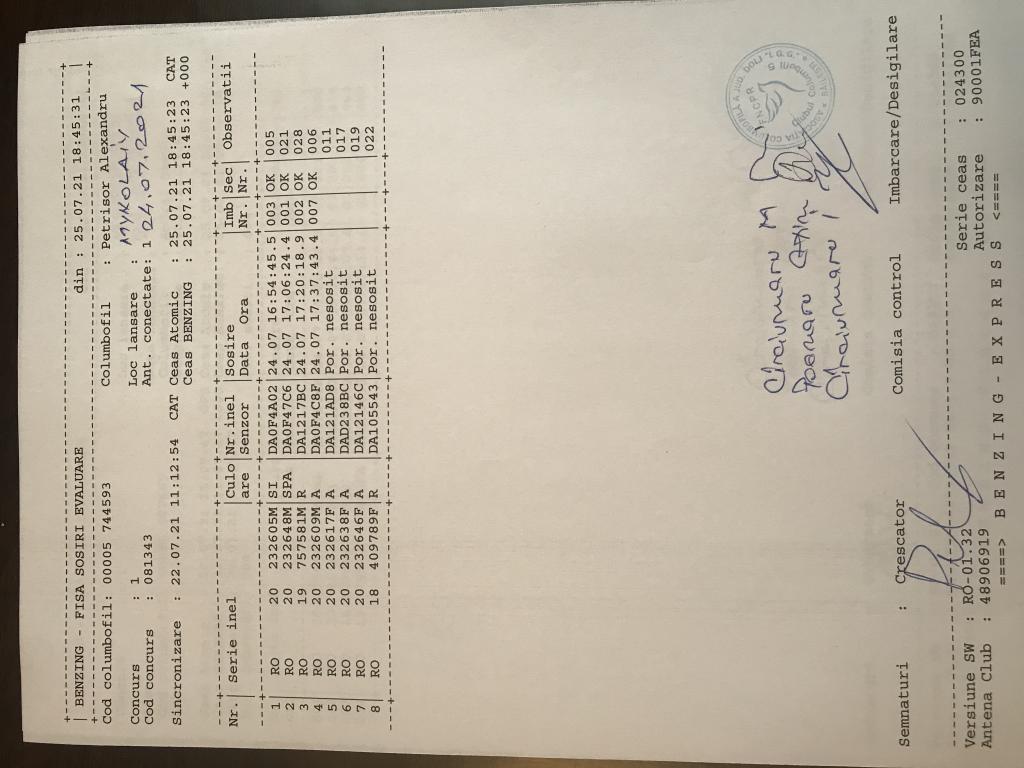 BENZING - FISA SOSIRI EVALUARE din : 25.07.21 18:45:31
Cod columbofil: 00005 744593 Columbofil : Petrisor Alexandru
Concurs : 1 Loc lansare : MYKOLAIV
Cod concurs : 081343 Ant. conectate: 1 24.07.2021
Sincronizare : 22.07.21 11:12:54 CAT Ceas Atomic : 25.07.21 18:45:23 CAT
Ceas BENZING : 25.07.21 18:45:23 +000
Nr. | Serie inel | Culo | Nr.inel | Sosire | Imb | Sec | Observatii
are | Senzor | Data Ora | Nr. | Nr. |
1 | RO 20 232605M SI | DA0F4A02 | 24.07 16:54:45.5 | 003 OK | 005
2 | RO 20 232648M SPA | DA0F47C6 | 24.07 17:06:24.4 | 001 OK | 021
3 | RO 19 757581M R | DA1217BC | 24.07 17:20:18.9 | 002 OK | 028
4 | RO 20 232609M A | DA0F4C8F | 24.07 17:37:43.4 | 007 OK | 006
5 | RO 20 232617F A | DA121AD8 | Por. nesosit | 011
6 | RO 20 232638F A | DAD238BC | Por. nesosit | 017
7 | RO 20 232646F A | DA12146C | Por. nesosit | 019
8 | RO 18 409789F R | DA105543 | Por. nesosit | 022
Semnaturi : Crescator Comisia control Imbarcare/Desigilare
Versiune SW : RO-01.32 Serie ceas : 024300
Antena Club : 48906919 Autorizare : 90001FEA
====> B E N Z I N G - E X P R E S S <====